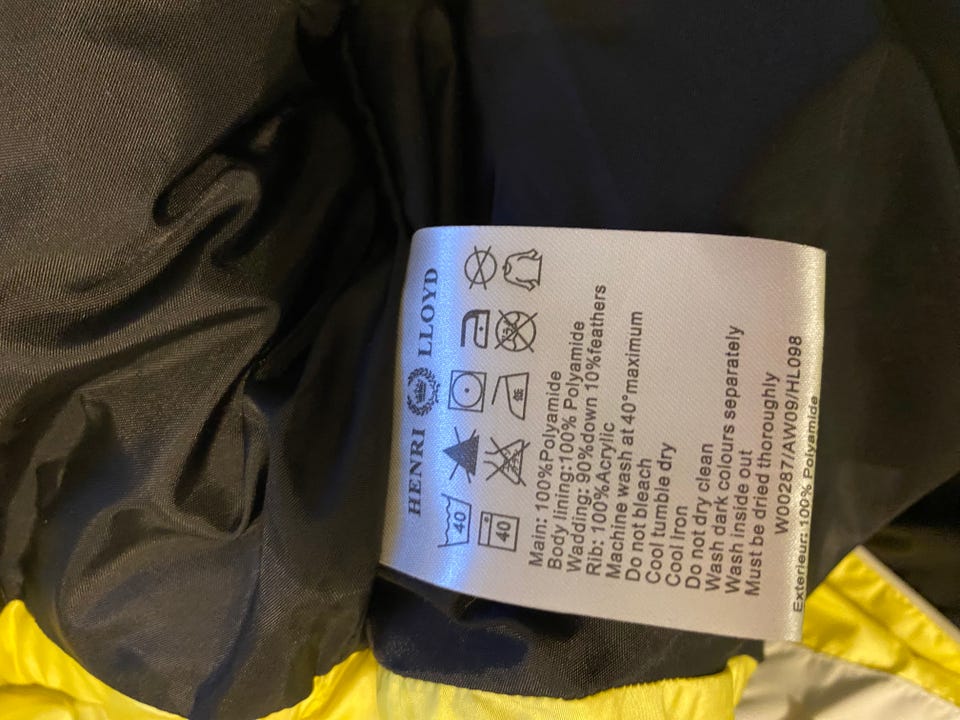 HENRI LLOYD
40
40
Main: 100%Polyamide
Body lining:100% Polyamide
Wadding: 90%down 10%feathers
Rib: 100%Acrylic
Machine wash at 40°maximum
Do not bleach
Cool tumble dry
Cool Iron
Do not dry clean
Wash dark colours separately
Wash inside out
Must be dried thoroughly
W00287/AW09/HL098
Exterieur: 100% Polyamide